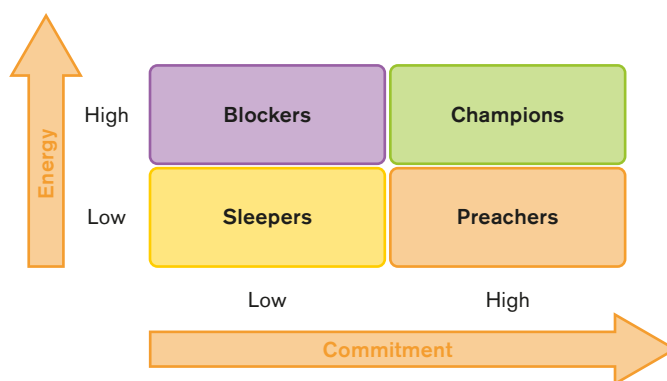 Energy
High
Blockers
Champions
Low
Sleepers
Preachers
Low
High
Commitment